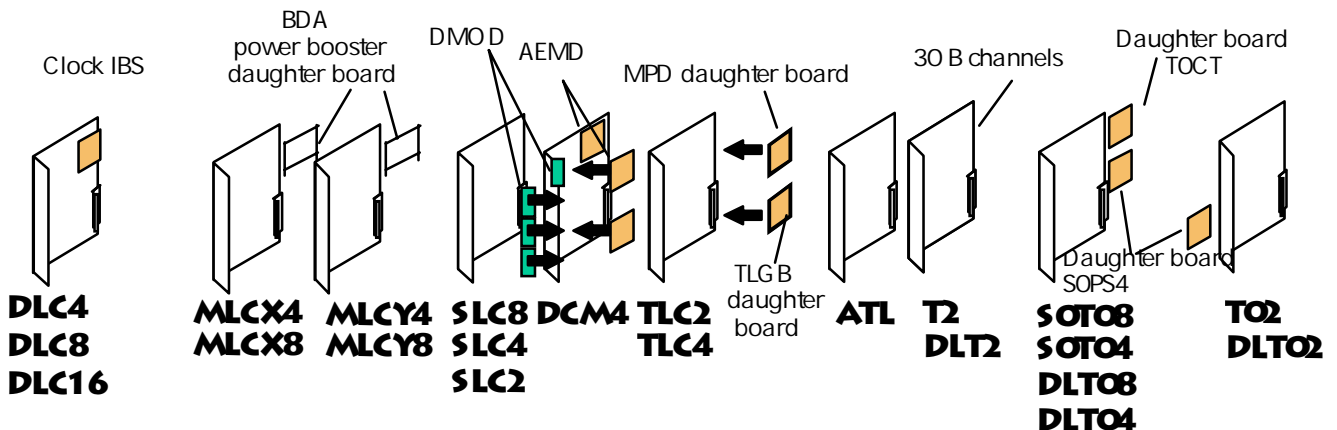 Clock IBS
BDA
power booster
daughter board
DMOD
AEMD
MPD daughter board
30 B channels
Daughter board
TOCT
TLGB
daughter
board
Daughter board
SOPS4
DLC4
DLC8
DLC16
MLCX4
MLCX8
MLCY4
MLCY8
SLC8
SLC4
SLC2
DCM4
TLC2
TLC4
ATL
T2
DLT2
SOTO8
SOTO4
DLTO8
DLTO4
TO2
DLTO2